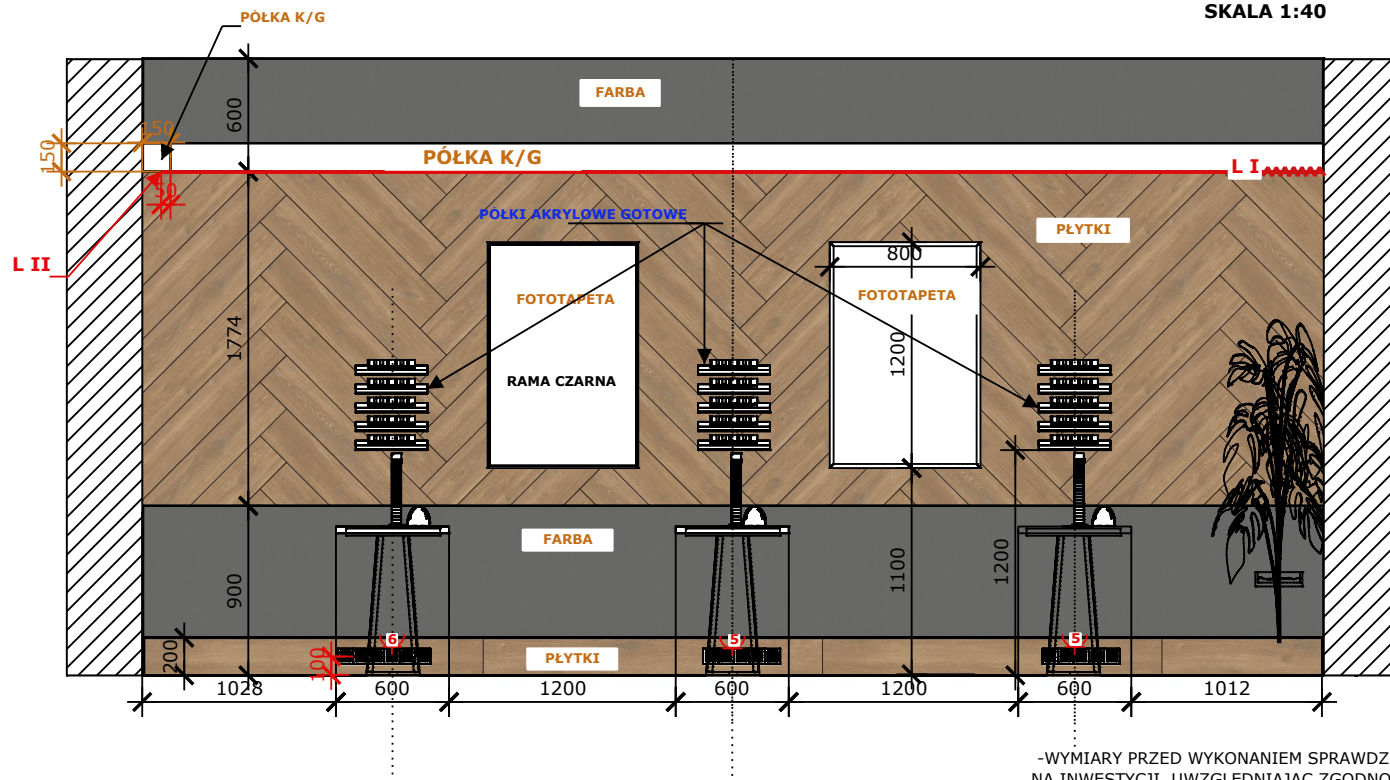 SKALA 1:40
PÓŁKA K/G
FARBA
600
150
150
PÓŁKA K/G
L I
50
PÓŁKI AKRYLOWE GOTOWE
PŁYTKI
L II
800
FOTOTAPETA
FOTOTAPETA
1774
1200
RAMA CZARNA
FARBA
900
1100
1200
200
100
6
5
5
PŁYTKI
1028
600
1200
600
1200
600
1012
-WYMIARY PRZED WYKONANIEM SPRAWDZ
NA INWESTYCJI, UWZGLĘDNIAJĄC ZGODNO